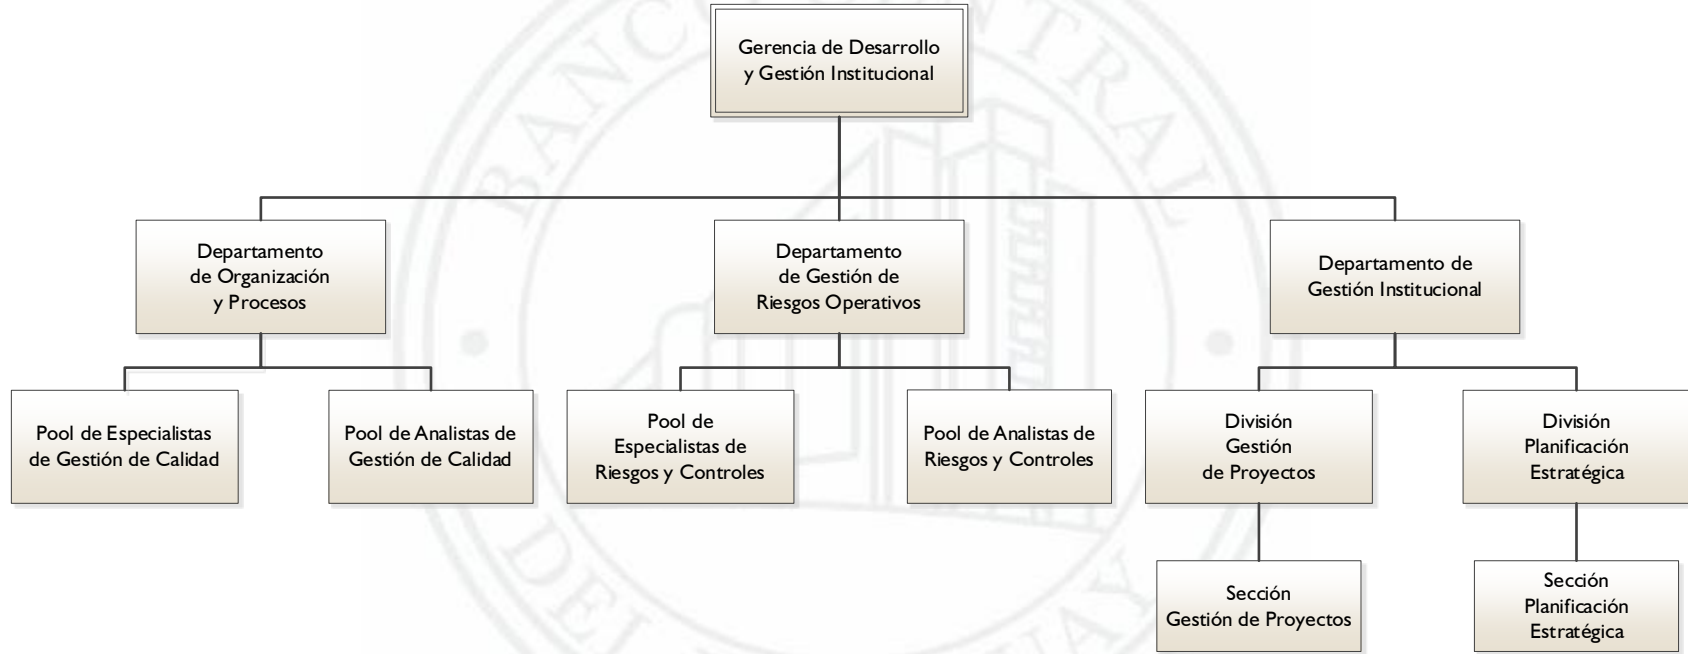 Gerencia de Desarrollo
y Gestión Institucional
Departamento
de Organización
y Procesos
Departamento
de Gestión de
Riesgos Operativos
Departamento de
Gestión Institucional
Pool de Especialistas
de Gestión de Calidad
Pool de Analistas de
Gestión de Calidad
Pool de
Especialistas de
Riesgos y Controles
Pool de Analistas de
Riesgos y Controles
División
Gestión
de Proyectos
División
Planificación
Estratégica
Sección
Gestión de Proyectos
Sección
Planificación
Estratégica
BANCO CENTRAL
DEL